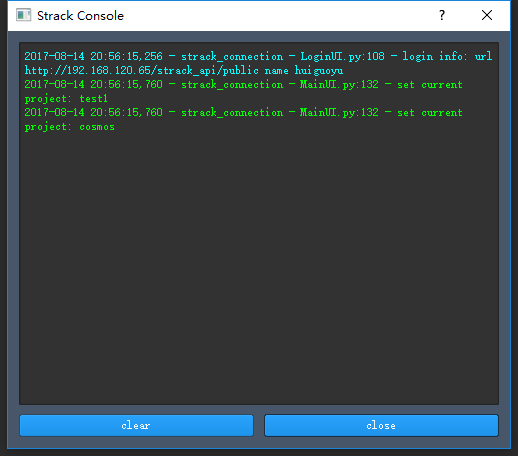 Strack Console
2017-08-14 20:56:15,256 - strack_connection - LoginUI.py:108 - login info: url
http://192.168.120.65/strack_api/public name huiguoyu
2017-08-14 20:56:15,760 - strack_connection - MainUI.py:132 - set current
project: test1
2017-08-14 20:56:15,760 - strack_connection - MainUI.py:132 - set current
project: cosmos
clear
close